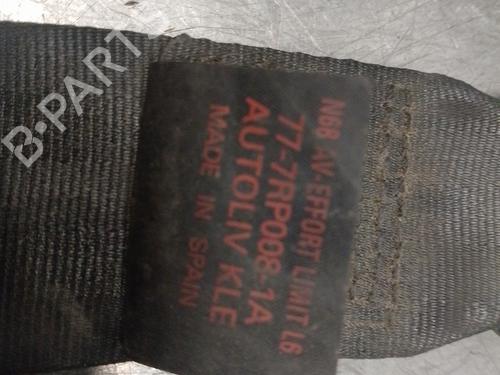 N68 AV-EFFORT LIMIT L6
77-7RP008-1A
AUTOLIV KLE
MADE IN SPAIN
B-PARTS